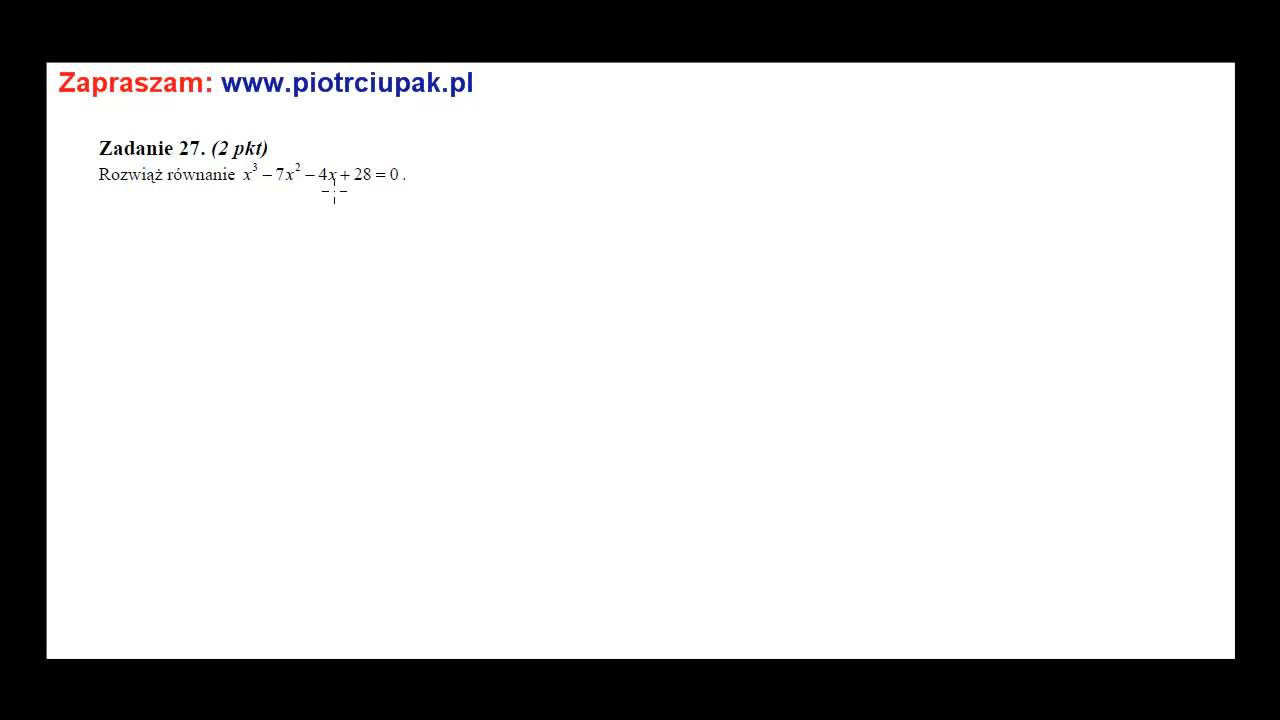 Zapraszam: www.piotrciupak.pl
Zadanie 27. (2 pkt)
Rozwiąż równanie x³ – 7x² – 4x + 28 = 0 .